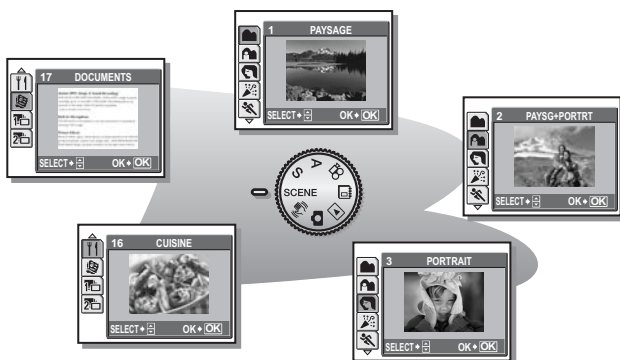 1 PAYSAGE
SELECT OK OK
17 DOCUMENTS
SELECT OK OK
2 PAYSG+PORTRT
SELECT OK OK
A
S
SCENE
16 CUISINE
SELECT OK OK
3 PORTRAIT
SELECT OK OK